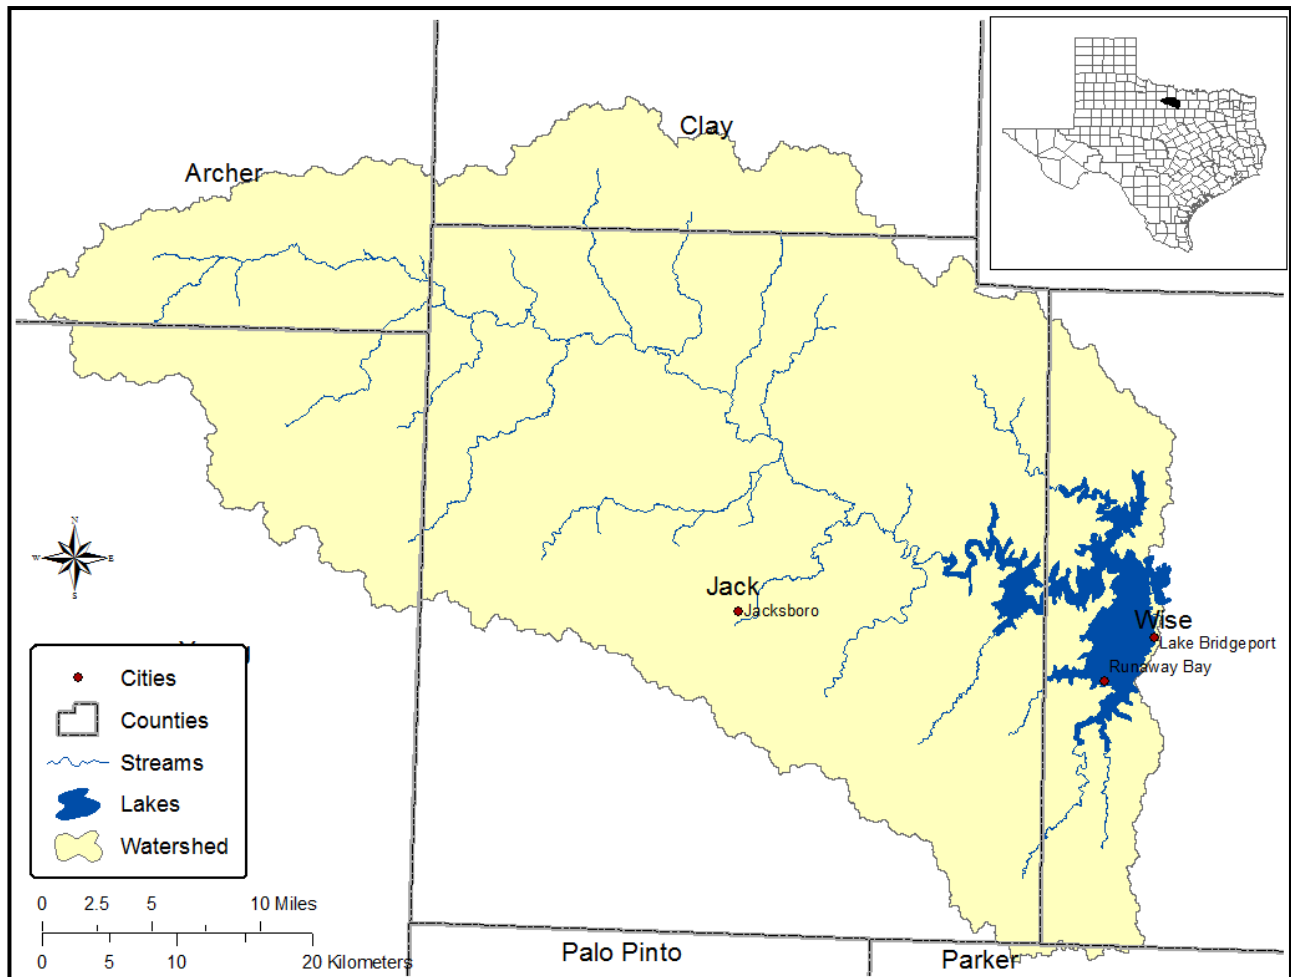 Clay
Archer
Jack
Jacksboro
Wise
Lake Bridgeport
Runaway Bay
N
W
E
S
Cities
Counties
Streams
Lakes
Watershed
0 2.5 5 10 Miles
0 5 10 20 Kilometers
Palo Pinto
Parker